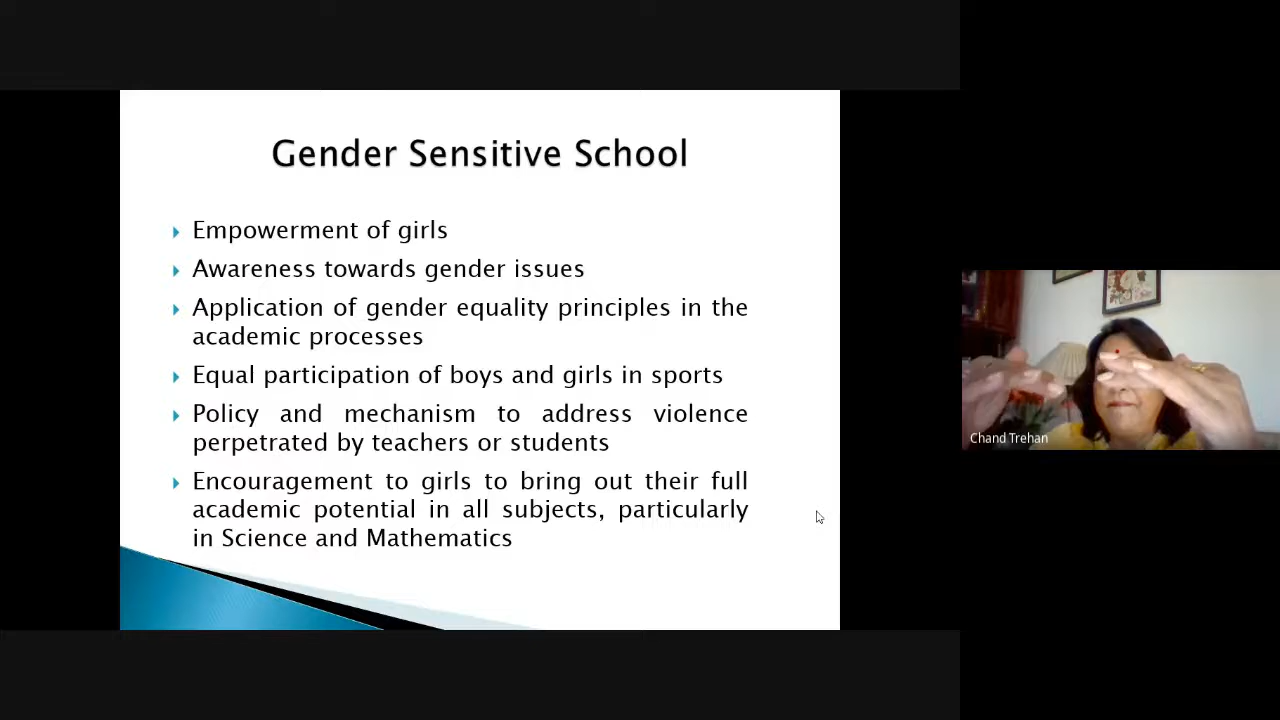 Gender Sensitive School
Empowerment of girls
Awareness towards gender issues
Application of gender equality principles in the
academic processes
Equal participation of boys and girls in sports
Policy and mechanism to address violence
perpetrated by teachers or students
Encouragement to girls to bring out their full
academic potential in all subjects, particularly
in Science and Mathematics
Chand Trehan